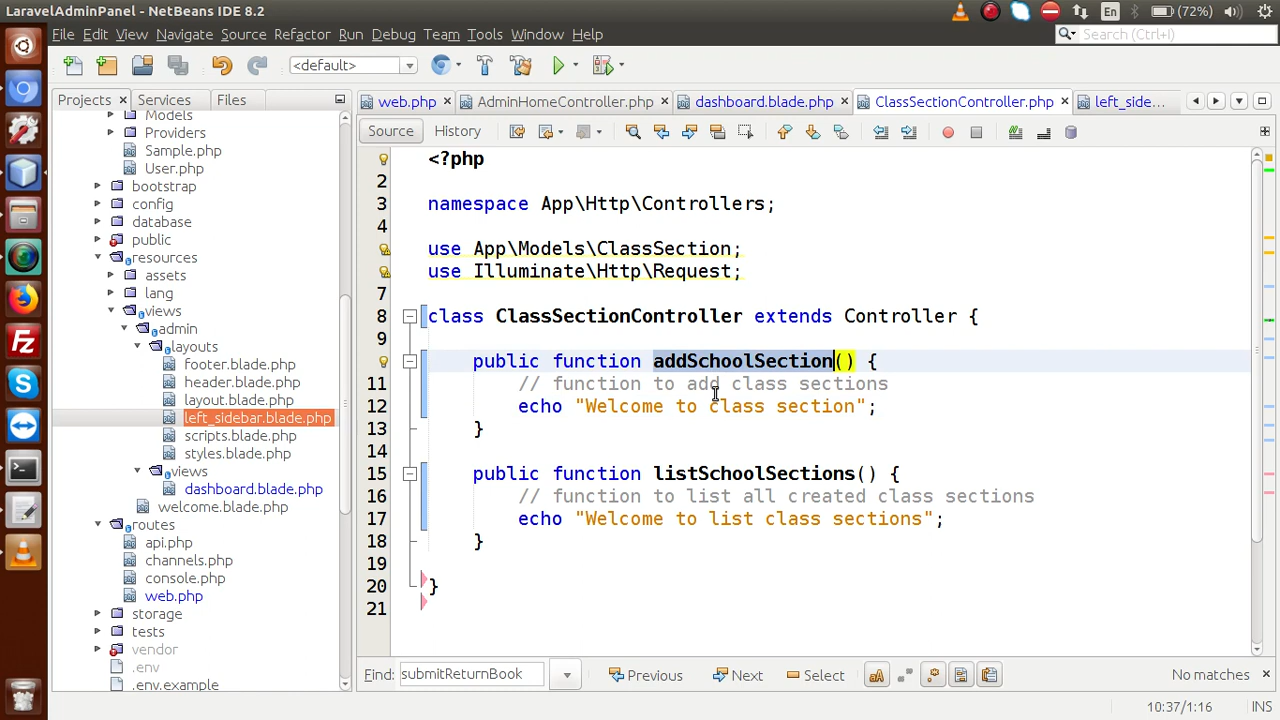 LaravelAdminPanel - NetBeans IDE 8.2
En
(72%)
File Edit View Navigate Source Refactor Run Debug Team Tools Window Help
Search (Ctrl+I)
<default>
Projects
Services
Files
web.php
AdminHomeController.php
dashboard.blade.php
ClassSectionController.php
left_side...
Source
History
Models
Providers
Sample.php
User.php
bootstrap
config
database
public
resources
assets
lang
views
admin
layouts
footer.blade.php
header.blade.php
layout.blade.php
left_sidebar.blade.php
scripts.blade.php
styles.blade.php
views
dashboard.blade.php
welcome.blade.php
routes
api.php
channels.php
console.php
web.php
storage
tests
vendor
.env
.env.example
<?php
2
3 namespace App\Http\Controllers;
4
use App\Models\ClassSection;
use Illuminate\Http\Request;
7
8 class ClassSectionController extends Controller {
9
public function addSchoolSection() {
11 // function to add class sections
12 echo "Welcome to class section";
13 }
14
15 public function listSchoolSections() {
16 // function to list all created class sections
17 echo "Welcome to list class sections";
18 }
19
20 }
21
Find: submitReturnBook
Previous
Next
Select
No matches
10:37/1:16
INS